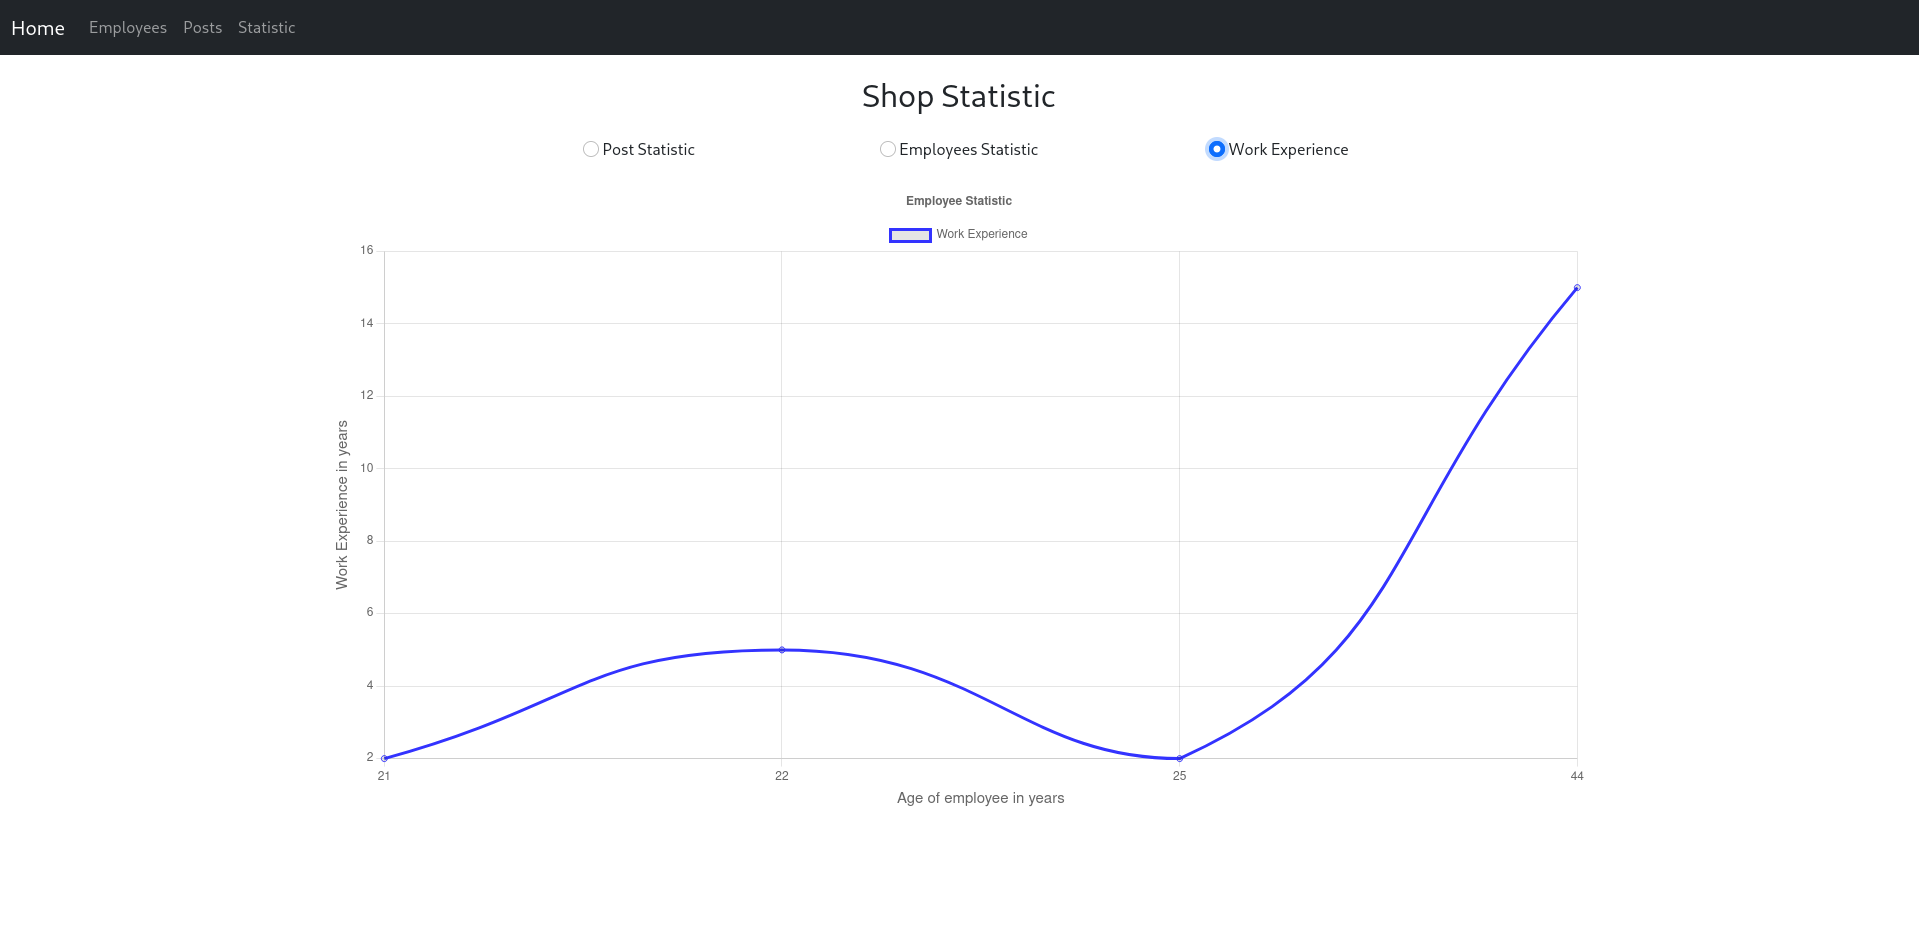 Home Employees Posts Statistic
Shop Statistic
Post Statistic Employees Statistic Work Experience
Employee Statistic
Work Experience
16
14
12
10
8
6
4
2
Work Experience in years
21 22 25 44
Age of employee in years